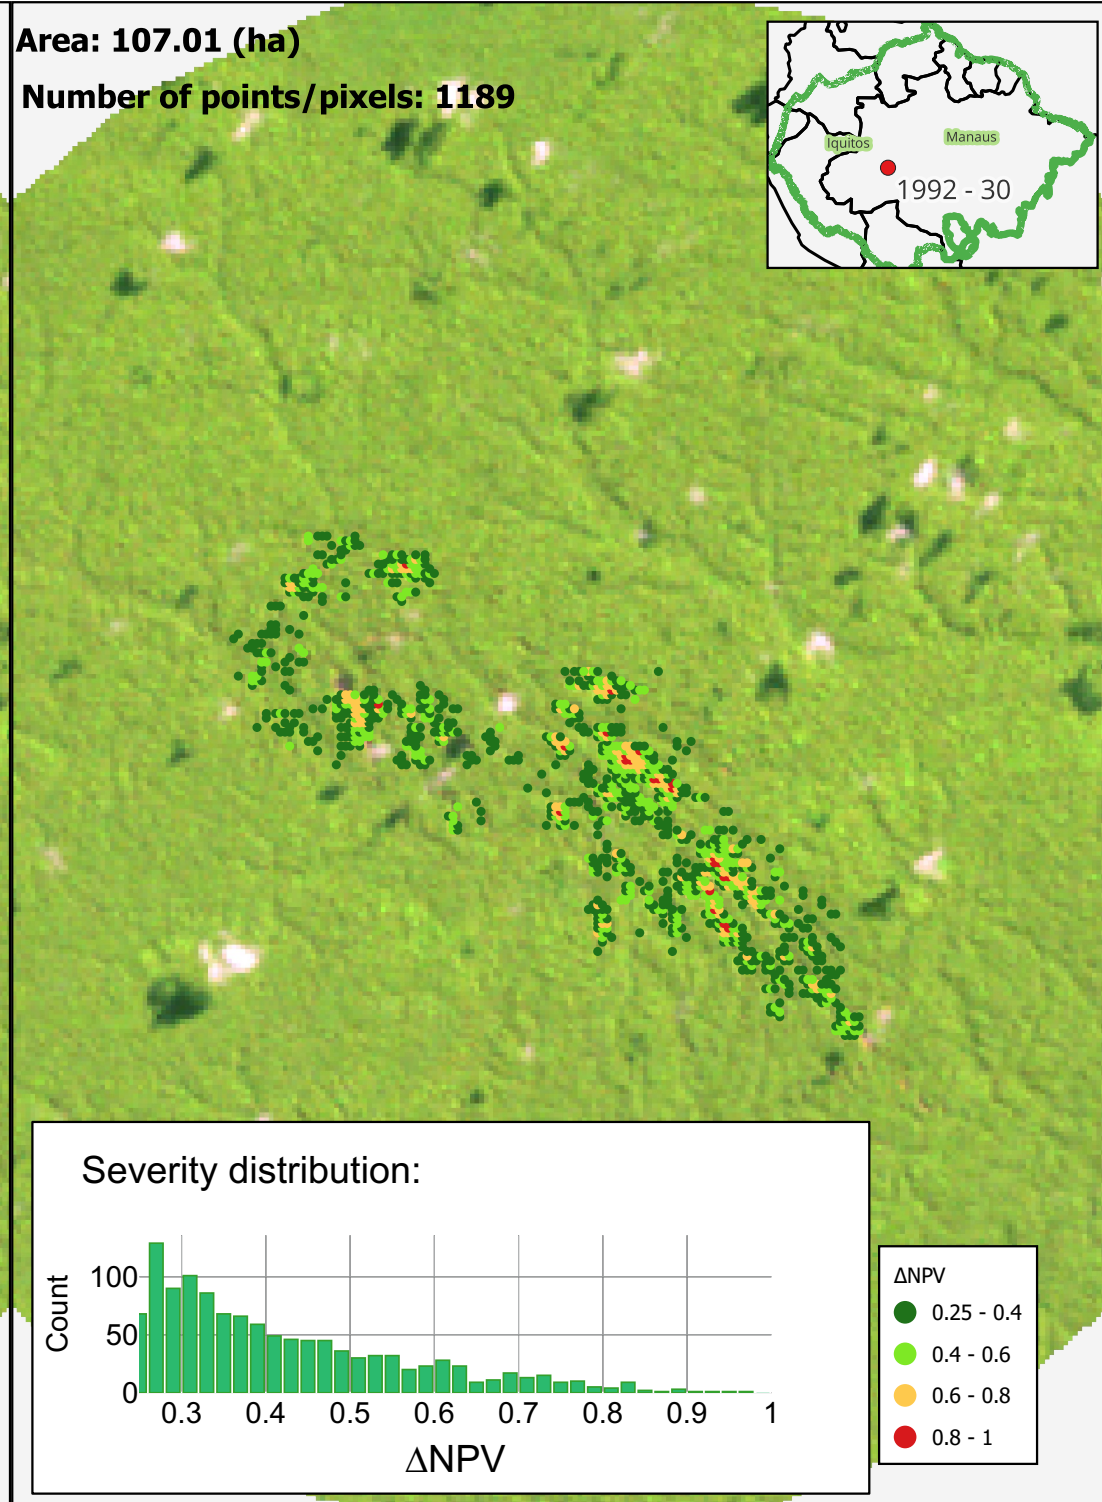 Area: 107.01 (ha)
Number of points/pixels: 1189
Iquitos
Manaus
1992 - 30
Severity distribution:
Count
100
50
0
0.3 0.4 0.5 0.6 0.7 0.8 0.9 1
ΔNPV
ΔNPV
0.25 - 0.4
0.4 - 0.6
0.6 - 0.8
0.8 - 1